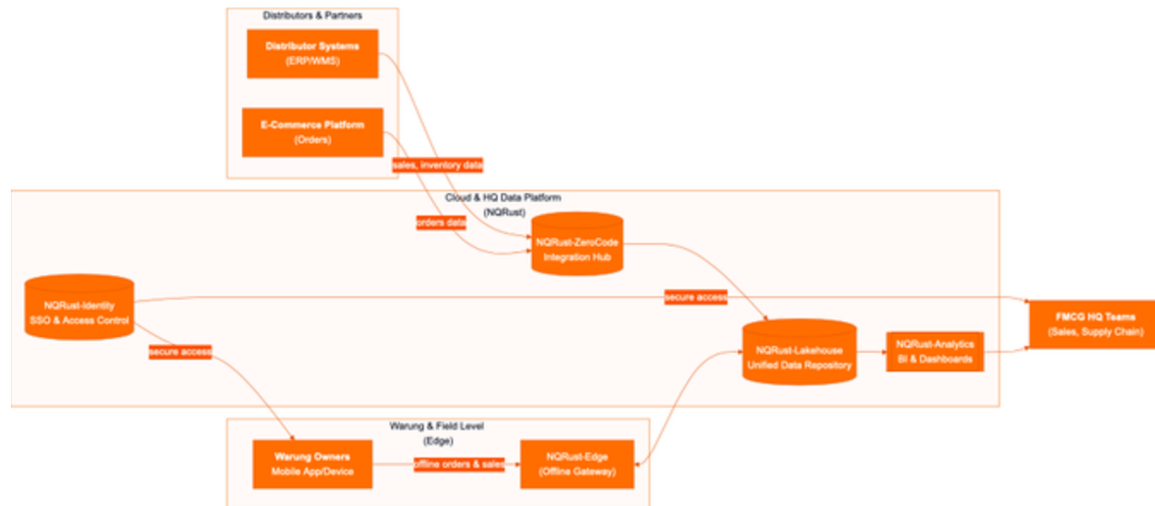 Distributors & Partners
Distributor Systems
(ERP/WMS)
E-Commerce Platform
(Orders)
sales, inventory data
Cloud & HQ Data Platform
(NQRust)
orders data
NQRust-ZeroCode
Integration Hub
NQRust-Identity
SSO & Access Control
secure access
FMCG HQ Teams
(Sales, Supply Chain)
NQRust-Lakehouse
Unified Data Repository
NQRust-Analytics
BI & Dashboards
secure access
Warung & Field Level
(Edge)
Warung Owners
Mobile App/Device
offline orders & sales
NQRust-Edge
(Offline Gateway)